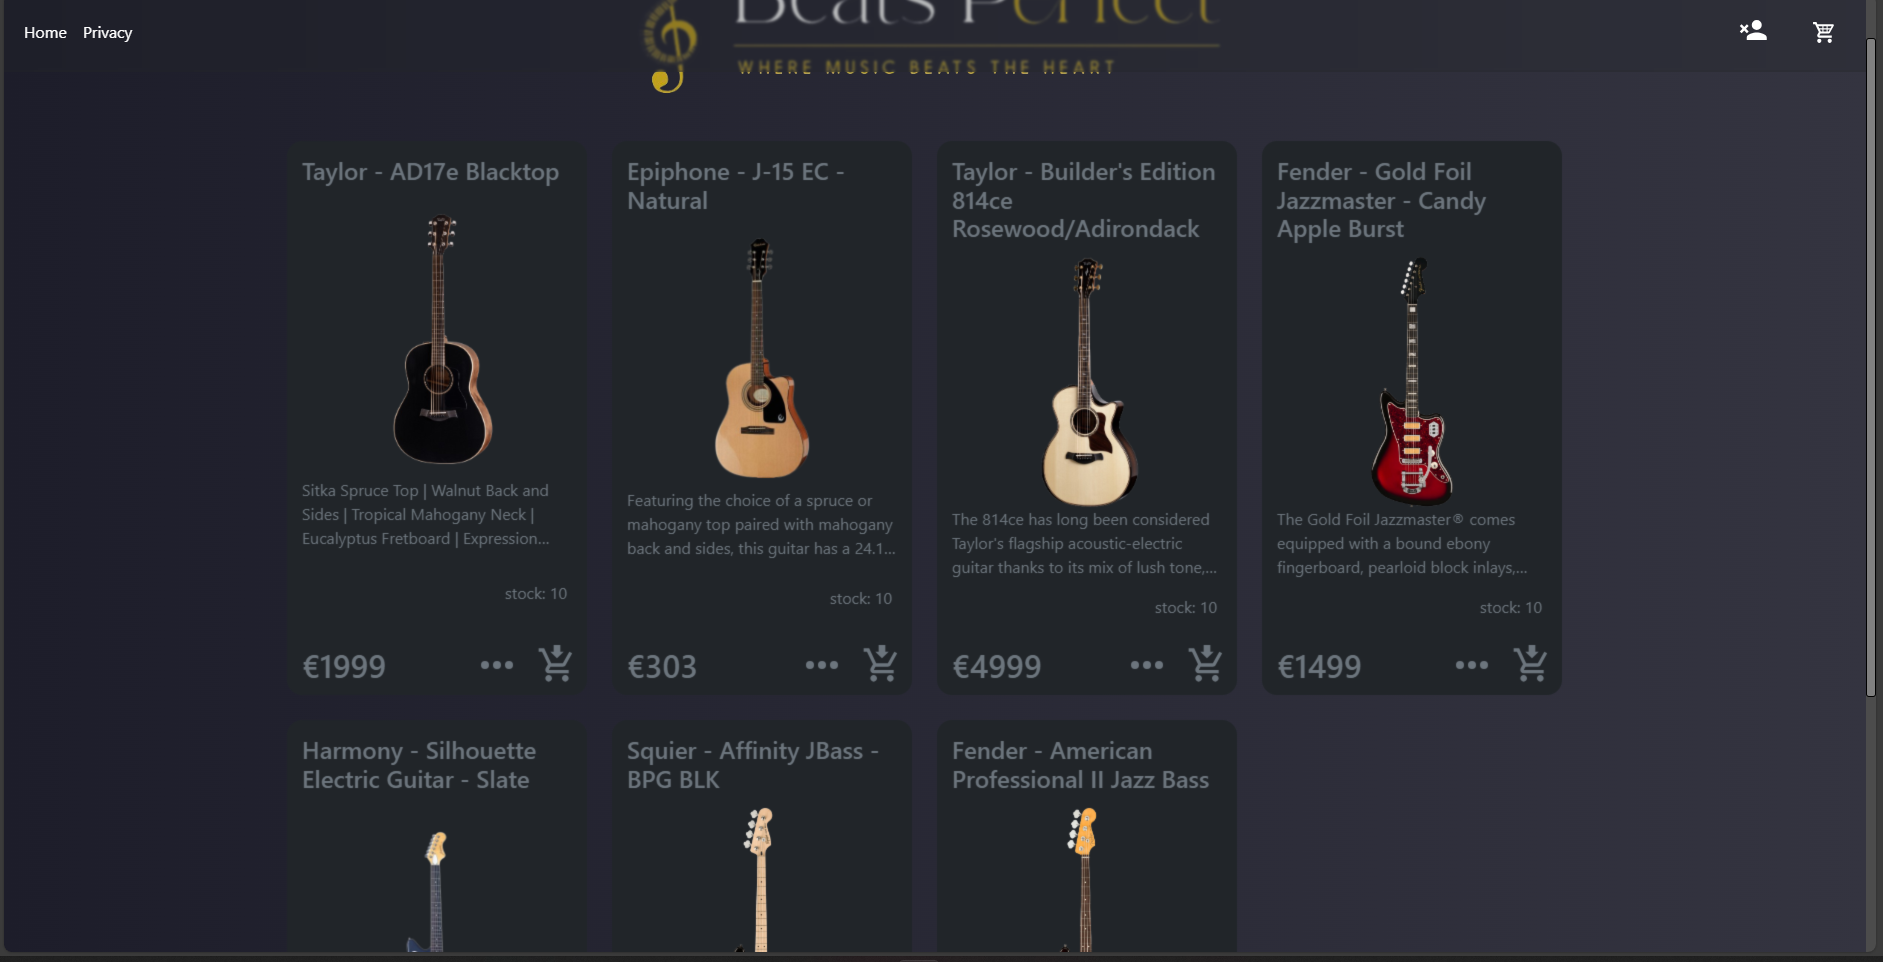 Home Privacy
Beats Perfect
WHERE MUSIC BEATS THE HEART
Taylor - AD17e Blacktop
Sitka Spruce Top | Walnut Back and
Sides | Tropical Mahogany Neck |
Eucalyptus Fretboard | Expression...
stock: 10
€1999
Epiphone - J-15 EC -
Natural
Featuring the choice of a spruce or
mahogany top paired with mahogany
back and sides, this guitar has a 24.1...
stock: 10
€303
Taylor - Builder's Edition
814ce
Rosewood/Adirondack
The 814ce has long been considered
Taylor's flagship acoustic-electric
guitar thanks to its mix of lush tone,...
stock: 10
€4999
Fender - Gold Foil
Jazzmaster - Candy
Apple Burst
The Gold Foil Jazzmaster® comes
equipped with a bound ebony
fingerboard, pearloid block inlays,...
stock: 10
€1499
Harmony - Silhouette
Electric Guitar - Slate
Squier - Affinity JBass -
BPG BLK
Fender - American
Professional II Jazz Bass